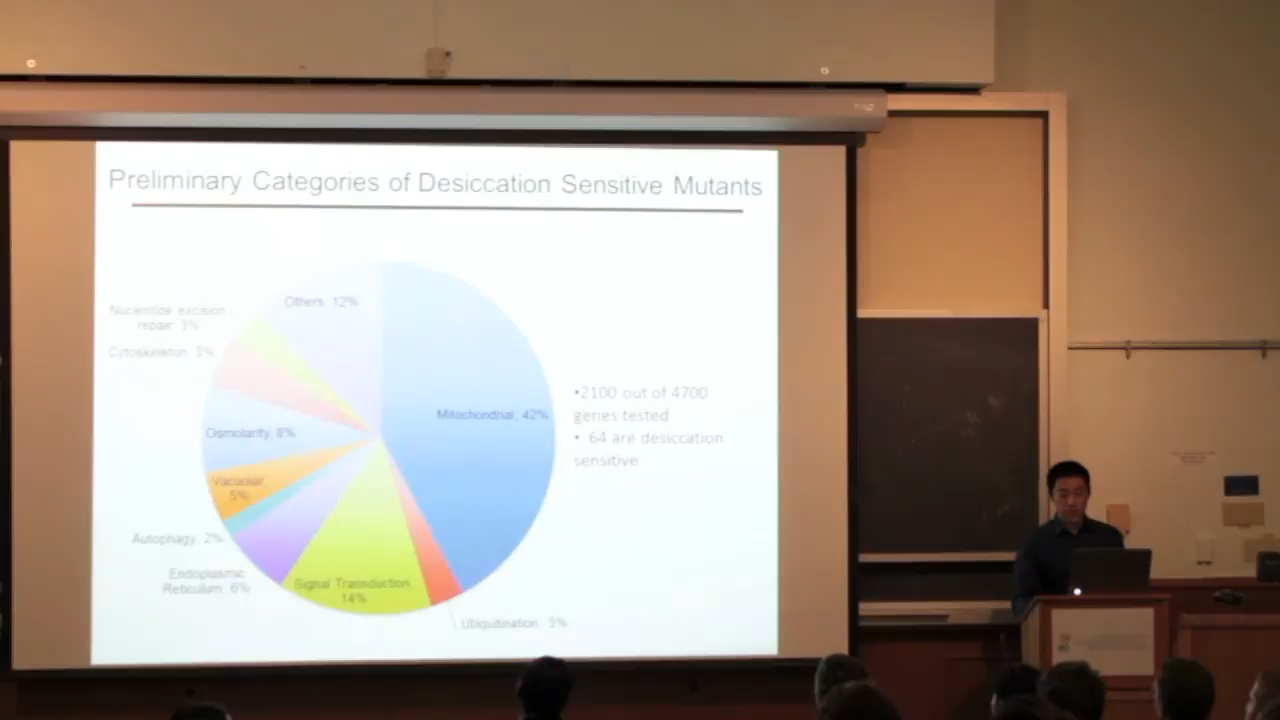 Preliminary Categories of Desiccation Sensitive Mutants
Others, 12%
Nucleotide excision
repair, 3%
Cytoskeleton, 5%
Mitochondrial, 42%
Osmolarity, 8%
Vacuolar,
5%
Autophagy, 2%
Endoplasmic
Reticulum, 6%
Signal Transduction,
14%
Ubiquitination, 3%
•2100 out of 4700
genes tested
• 64 are desiccation
sensitive